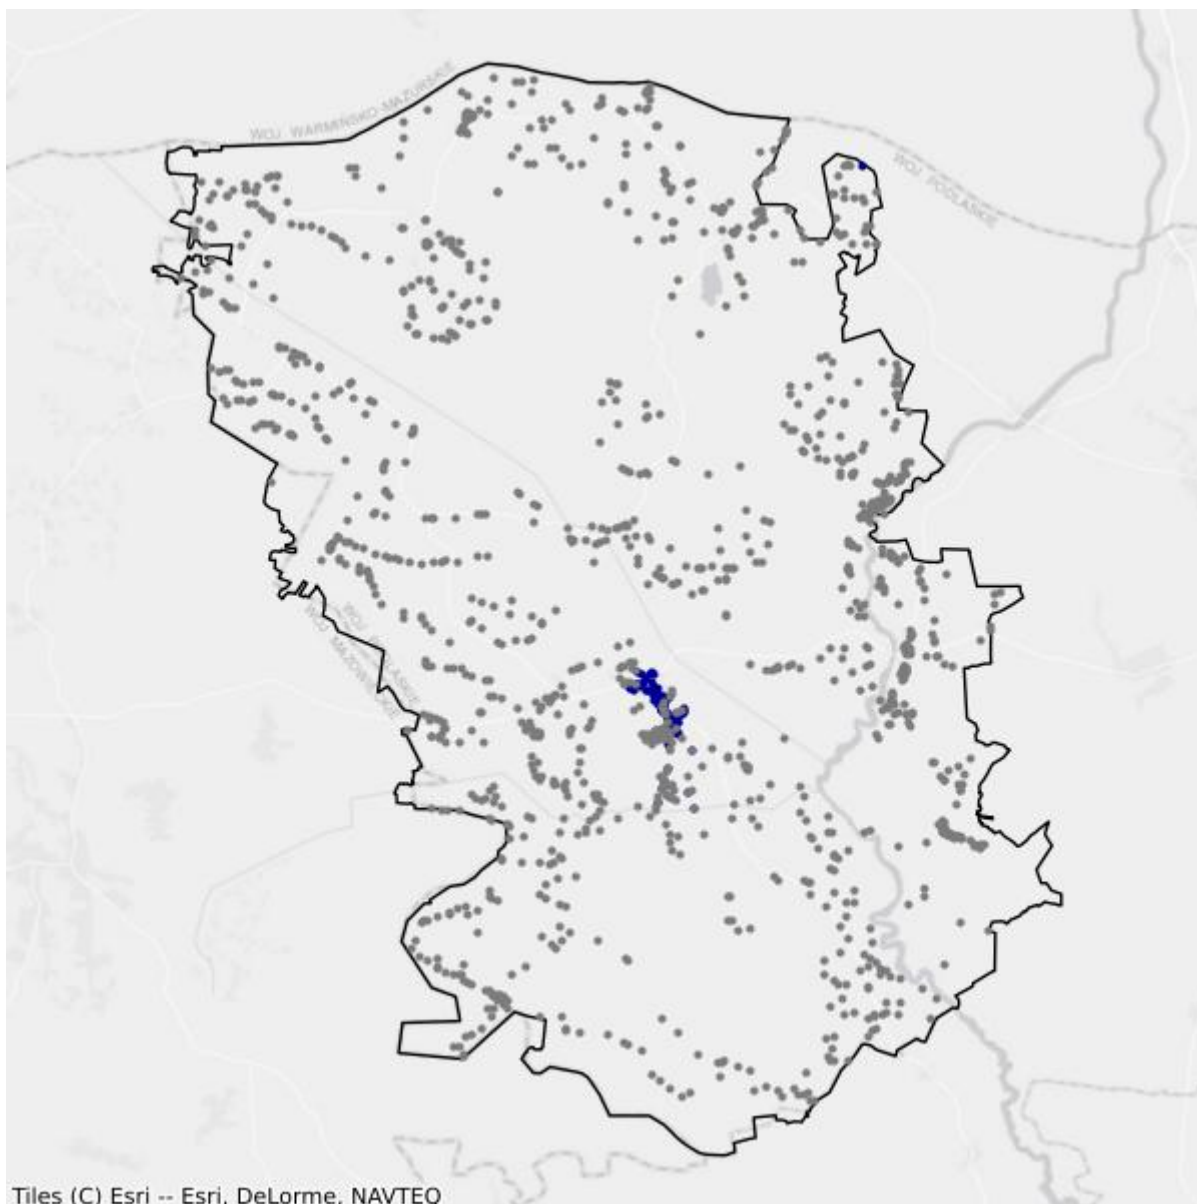 WOJ. WARMIŃSKO-MAZURSKIE
WOJ. PODLASKIE
WOJ. MAZOWIECKIE
Tiles (C) Esri -- Esri, DeLorme, NAVTEQ